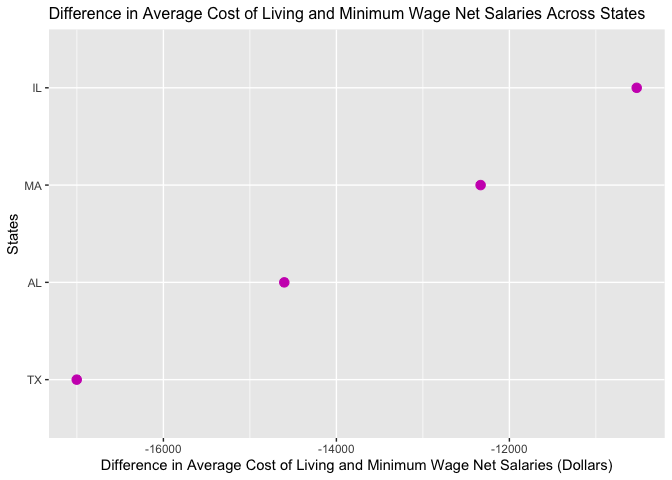 Difference in Average Cost of Living and Minimum Wage Net Salaries Across States
IL
MA
States
AL
TX
-16000
-14000
-12000
Difference in Average Cost of Living and Minimum Wage Net Salaries (Dollars)